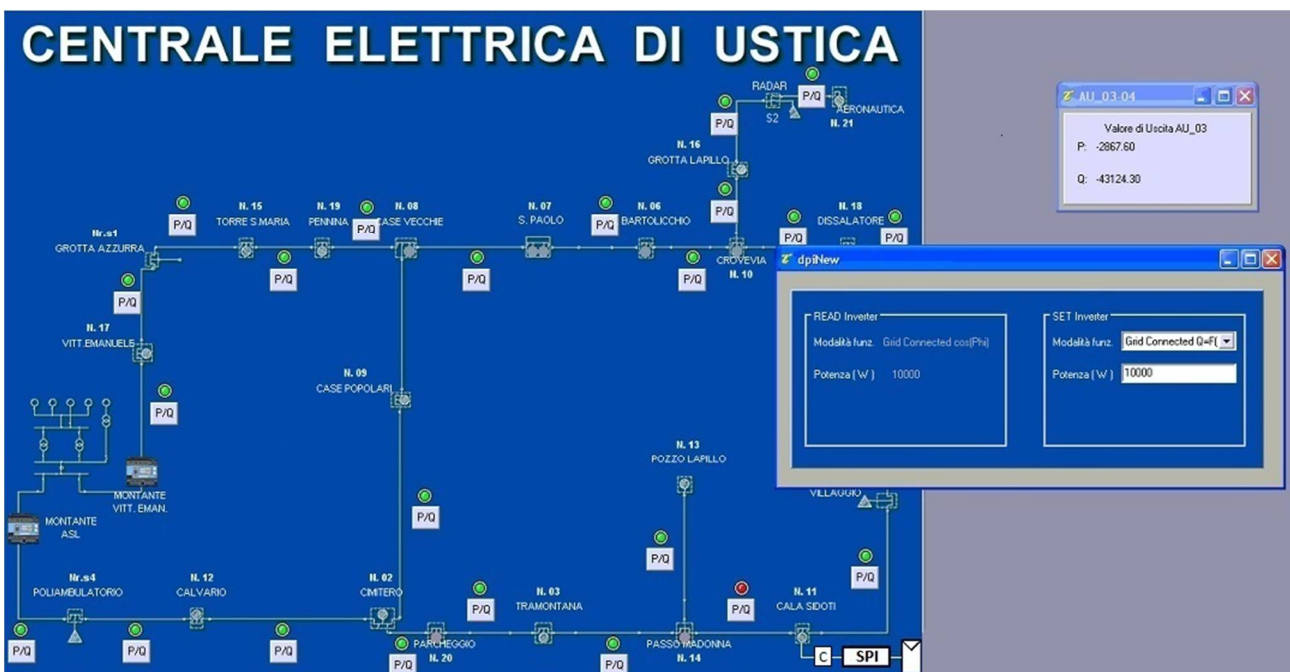 CENTRALE ELETTRICA DI USTICA
RADAR
P/Q
P/Q
S2
AERONAUTICA
N. 21
N. 16
GROTTA LAPILLO
P/Q
N. 15
TORRE S.MARIA
N. 19
PENNINA
N. 08
CASE VECCHIE
N. 07
S. PAOLO
N. 06
BARTOLICCHIO
N. 18
DISSALATORE
P/Q
P/Q
P/Q
P/Q
P/Q
Nr.s1
GROTTA AZZURRA
P/Q
P/Q
P/Q
CROVEVIA
N. 10
P/Q
N. 17
VITT.EMANUELE
P/Q
N. 09
CASE POPOLARI
MONTANTE
VITT. EMAN.
MONTANTE
ASL
P/Q
N. 13
POZZO LAPILLO
VILLAGGIO
P/Q
P/Q
Nr.s4
POLIAMBULATORIO
N. 12
CALVARIO
N. 02
CIMITERO
P/Q
N. 03
TRAMONTANA
P/Q
N. 11
CALA SIDOTI
P/Q
P/Q
P/Q
P/Q
PARCHEGGIO
N. 20
P/Q
PASSO MADONNA
N. 14
C
SPI
AU_03-04
Valore di Uscita AU_03
P: -2867.60
Q: -43124.30
dpiNew
READ Inverter
Modalità funz. Grid Connected cos(Phi)
Potenza ( W ) 10000
SET Inverter
Modalità funz. Grid Connected Q=F(
Potenza ( W ) 10000